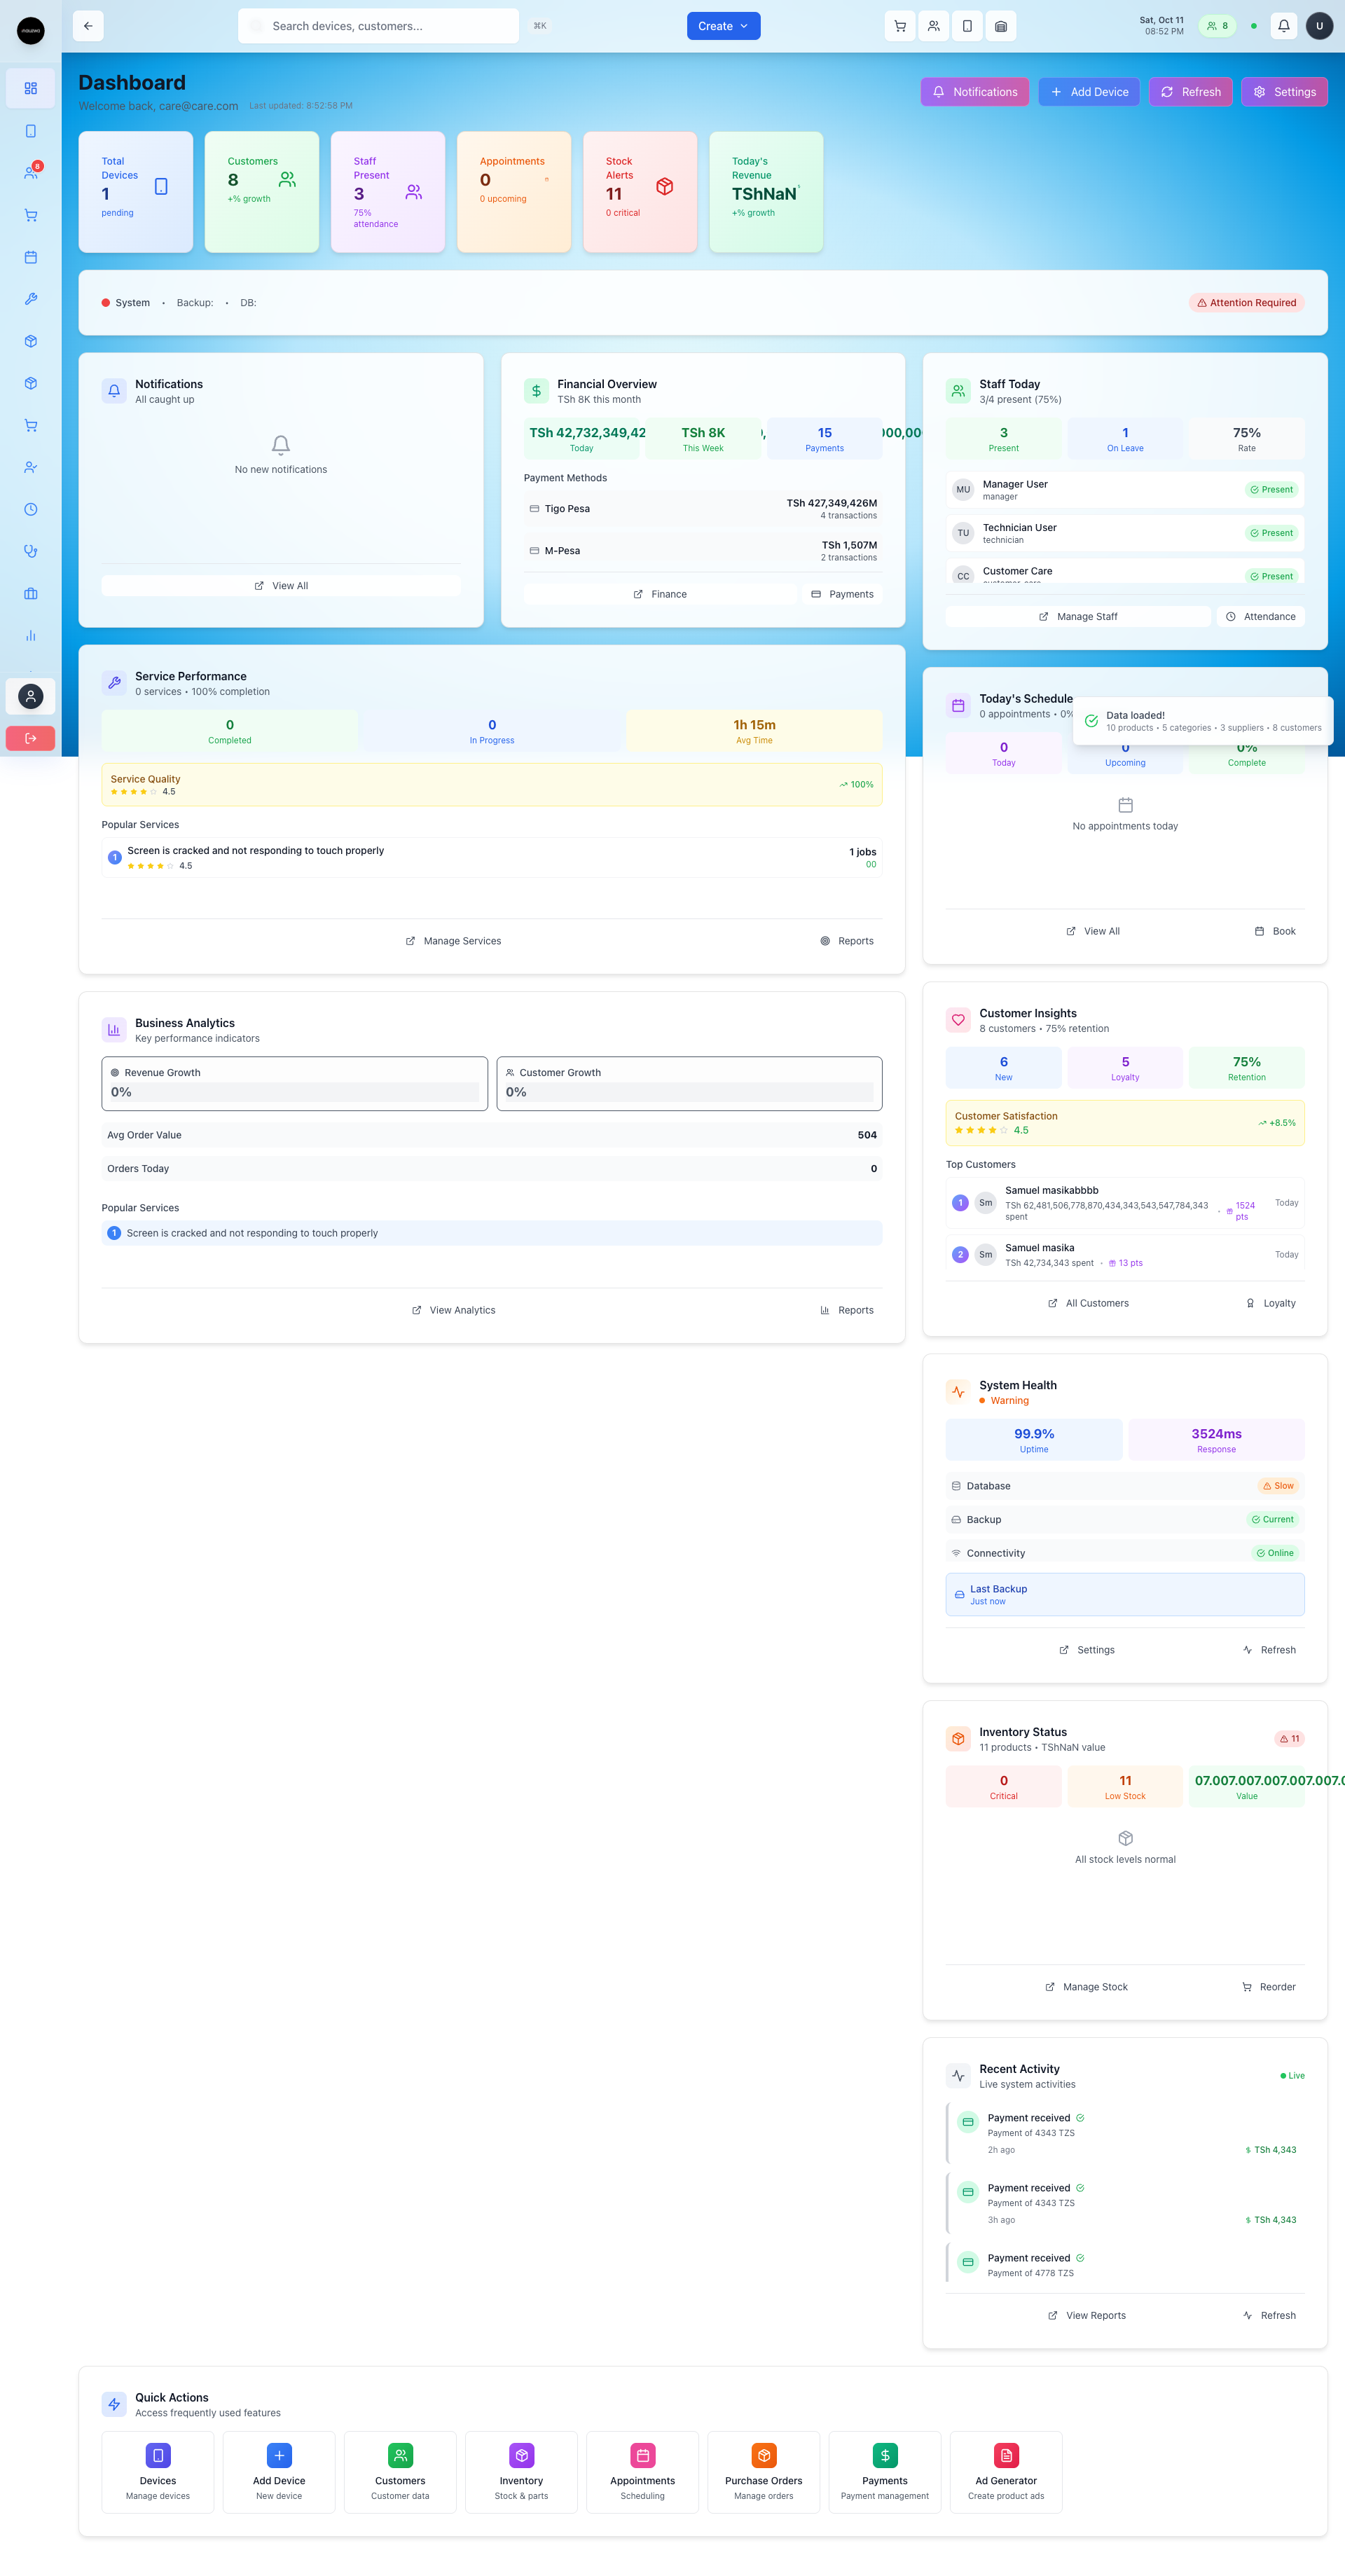 Search devices, customers...
⌘K
Create
Sat, Oct 11
08:52 PM
8
U
8
Dashboard
Welcome back, care@care.com
Last updated: 8:52:58 PM
Notifications
Add Device
Refresh
Settings
Total
Devices
1
pending
Customers
8
+% growth
Staff
Present
3
75%
attendance
Appointments
0
0 upcoming
Stock
Alerts
11
0 critical
Today's
Revenue
TShNaN
+% growth
System • Backup: • DB:
Attention Required
Notifications
All caught up
No new notifications
View All
Financial Overview
TSh 8K this month
TSh 42,732,349,42
Today
TSh 8K
This Week
15
Payments
000,00
Payment Methods
Tigo Pesa
TSh 427,349,426M
4 transactions
M-Pesa
TSh 1,507M
2 transactions
Finance
Payments
Staff Today
3/4 present (75%)
3
Present
1
On Leave
75%
Rate
MU
Manager User
manager
Present
TU
Technician User
technician
Present
CC
Customer Care
Present
Manage Staff
Attendance
Service Performance
0 services • 100% completion
0
Completed
0
In Progress
1h 15m
Avg Time
Service Quality
4.5
100%
Popular Services
1
Screen is cracked and not responding to touch properly
4.5
1 jobs
00
Manage Services
Reports
Today's Schedule
0 appointments • 0%
Data loaded!
10 products • 5 categories • 3 suppliers • 8 customers
0
Today
0
Upcoming
0%
Complete
No appointments today
View All
Book
Business Analytics
Key performance indicators
Revenue Growth
0%
Customer Growth
0%
Avg Order Value
504
Orders Today
0
Popular Services
1
Screen is cracked and not responding to touch properly
View Analytics
Reports
Customer Insights
8 customers • 75% retention
6
New
5
Loyalty
75%
Retention
Customer Satisfaction
4.5
+8.5%
Top Customers
1
Sm
Samuel masikabbbb
TSh 62,481,506,778,870,434,343,543,547,784,343
spent
•
1524
pts
Today
2
Sm
Samuel masika
TSh 42,734,343 spent • 13 pts
Today
All Customers
Loyalty
System Health
Warning
99.9%
Uptime
3524ms
Response
Database
Slow
Backup
Current
Connectivity
Online
Last Backup
Just now
Settings
Refresh
Inventory Status
11 products • TShNaN value
11
0
Critical
11
Low Stock
07.007.007.007.007.007.0
Value
All stock levels normal
Manage Stock
Reorder
Recent Activity
Live system activities
Live
Payment received
Payment of 4343 TZS
2h ago
$ TSh 4,343
Payment received
Payment of 4343 TZS
3h ago
$ TSh 4,343
Payment received
Payment of 4778 TZS
View Reports
Refresh
Quick Actions
Access frequently used features
Devices
Manage devices
Add Device
New device
Customers
Customer data
Inventory
Stock & parts
Appointments
Scheduling
Purchase Orders
Manage orders
Payments
Payment management
Ad Generator
Create product ads